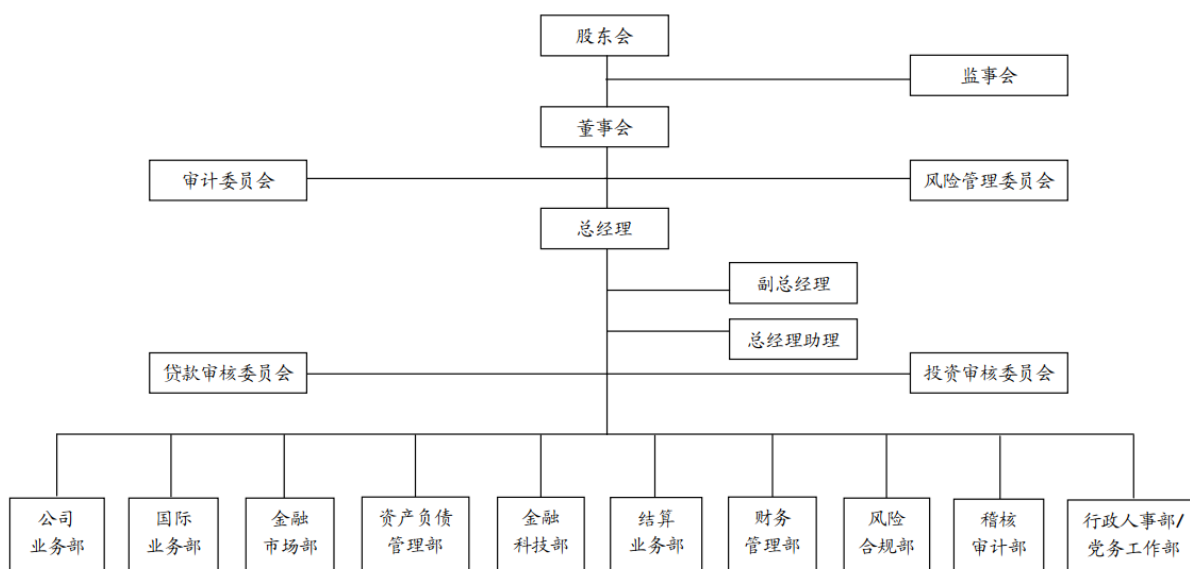 股东会
监事会
董事会
审计委员会
风险管理委员会
总经理
副总经理
总经理助理
贷款审核委员会
投资审核委员会
公司
业务部
国际
业务部
金融
市场部
资产负债
管理部
金融
科技部
结算
业务部
财务
管理部
风险
合规部
稽核
审计部
行政人事部/
党务工作部